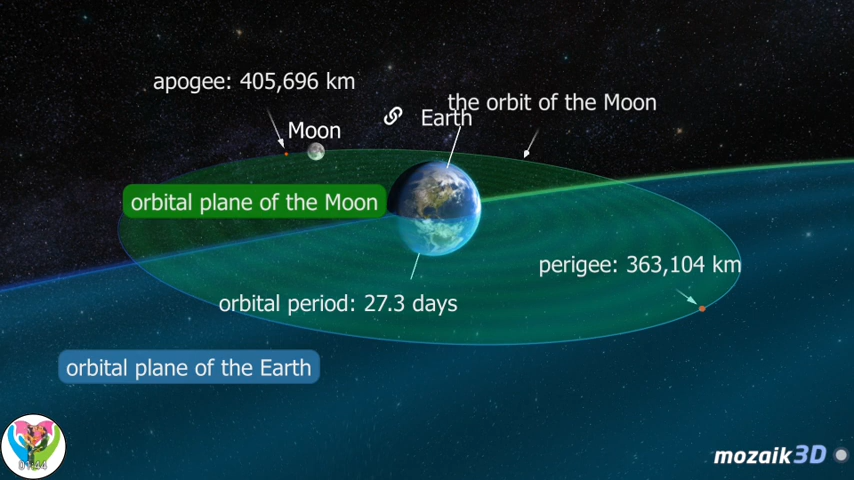 apogee: 405,696 km
the orbit of the Moon
Earth
Moon
orbital plane of the Moon
perigee: 363,104 km
orbital period: 27.3 days
orbital plane of the Earth
mozaik3D